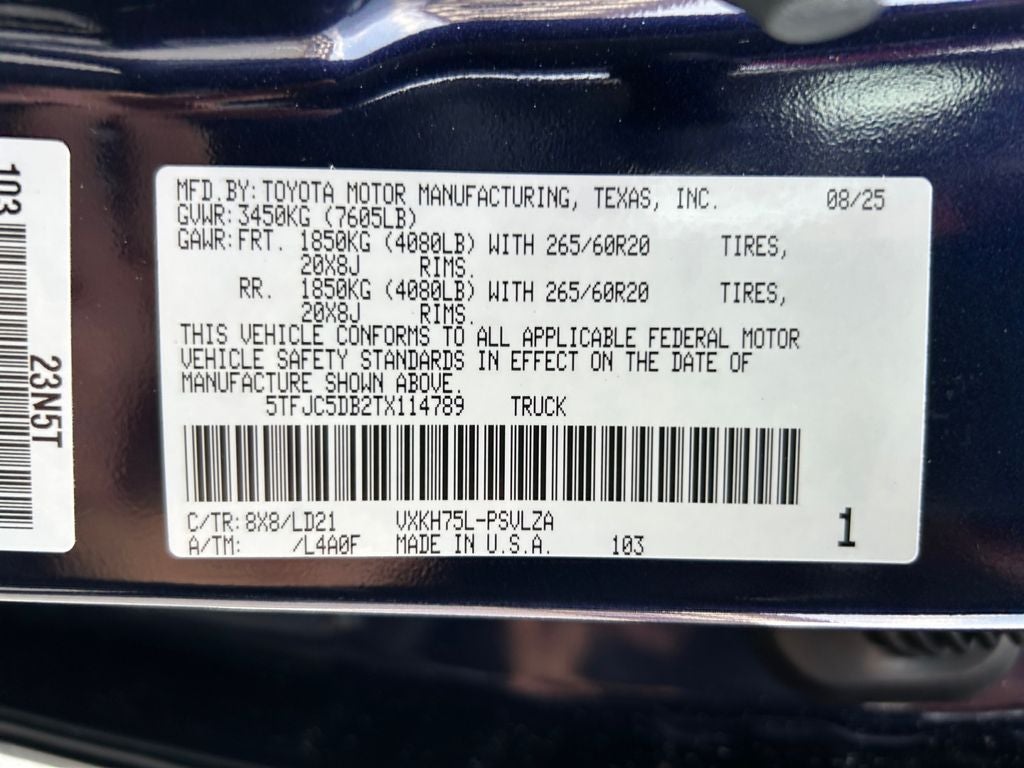 MFD.BY: TOYOTA MOTOR MANUFACTURING, TEXAS, INC. 08/25
GVWR: 3450KG (7605LB)
GAWR: FRT. 1850KG (4080LB) WITH 265/60R20 TIRES,
20X8J RIMS.
RR. 1850KG (4080LB) WITH 265/60R20 TIRES,
20X8J RIMS.
THIS VEHICLE CONFORMS TO ALL APPLICABLE FEDERAL MOTOR
VEHICLE SAFETY STANDARDS IN EFFECT ON THE DATE OF
MANUFACTURE SHOWN ABOVE.
5TFJC5DB2TX114789 TRUCK
C/TR: 8X8/LD21 VXKH75L-PSVLZA
A/TM: /L4A0F MADE IN U.S.A. 103
1
103
23N5T